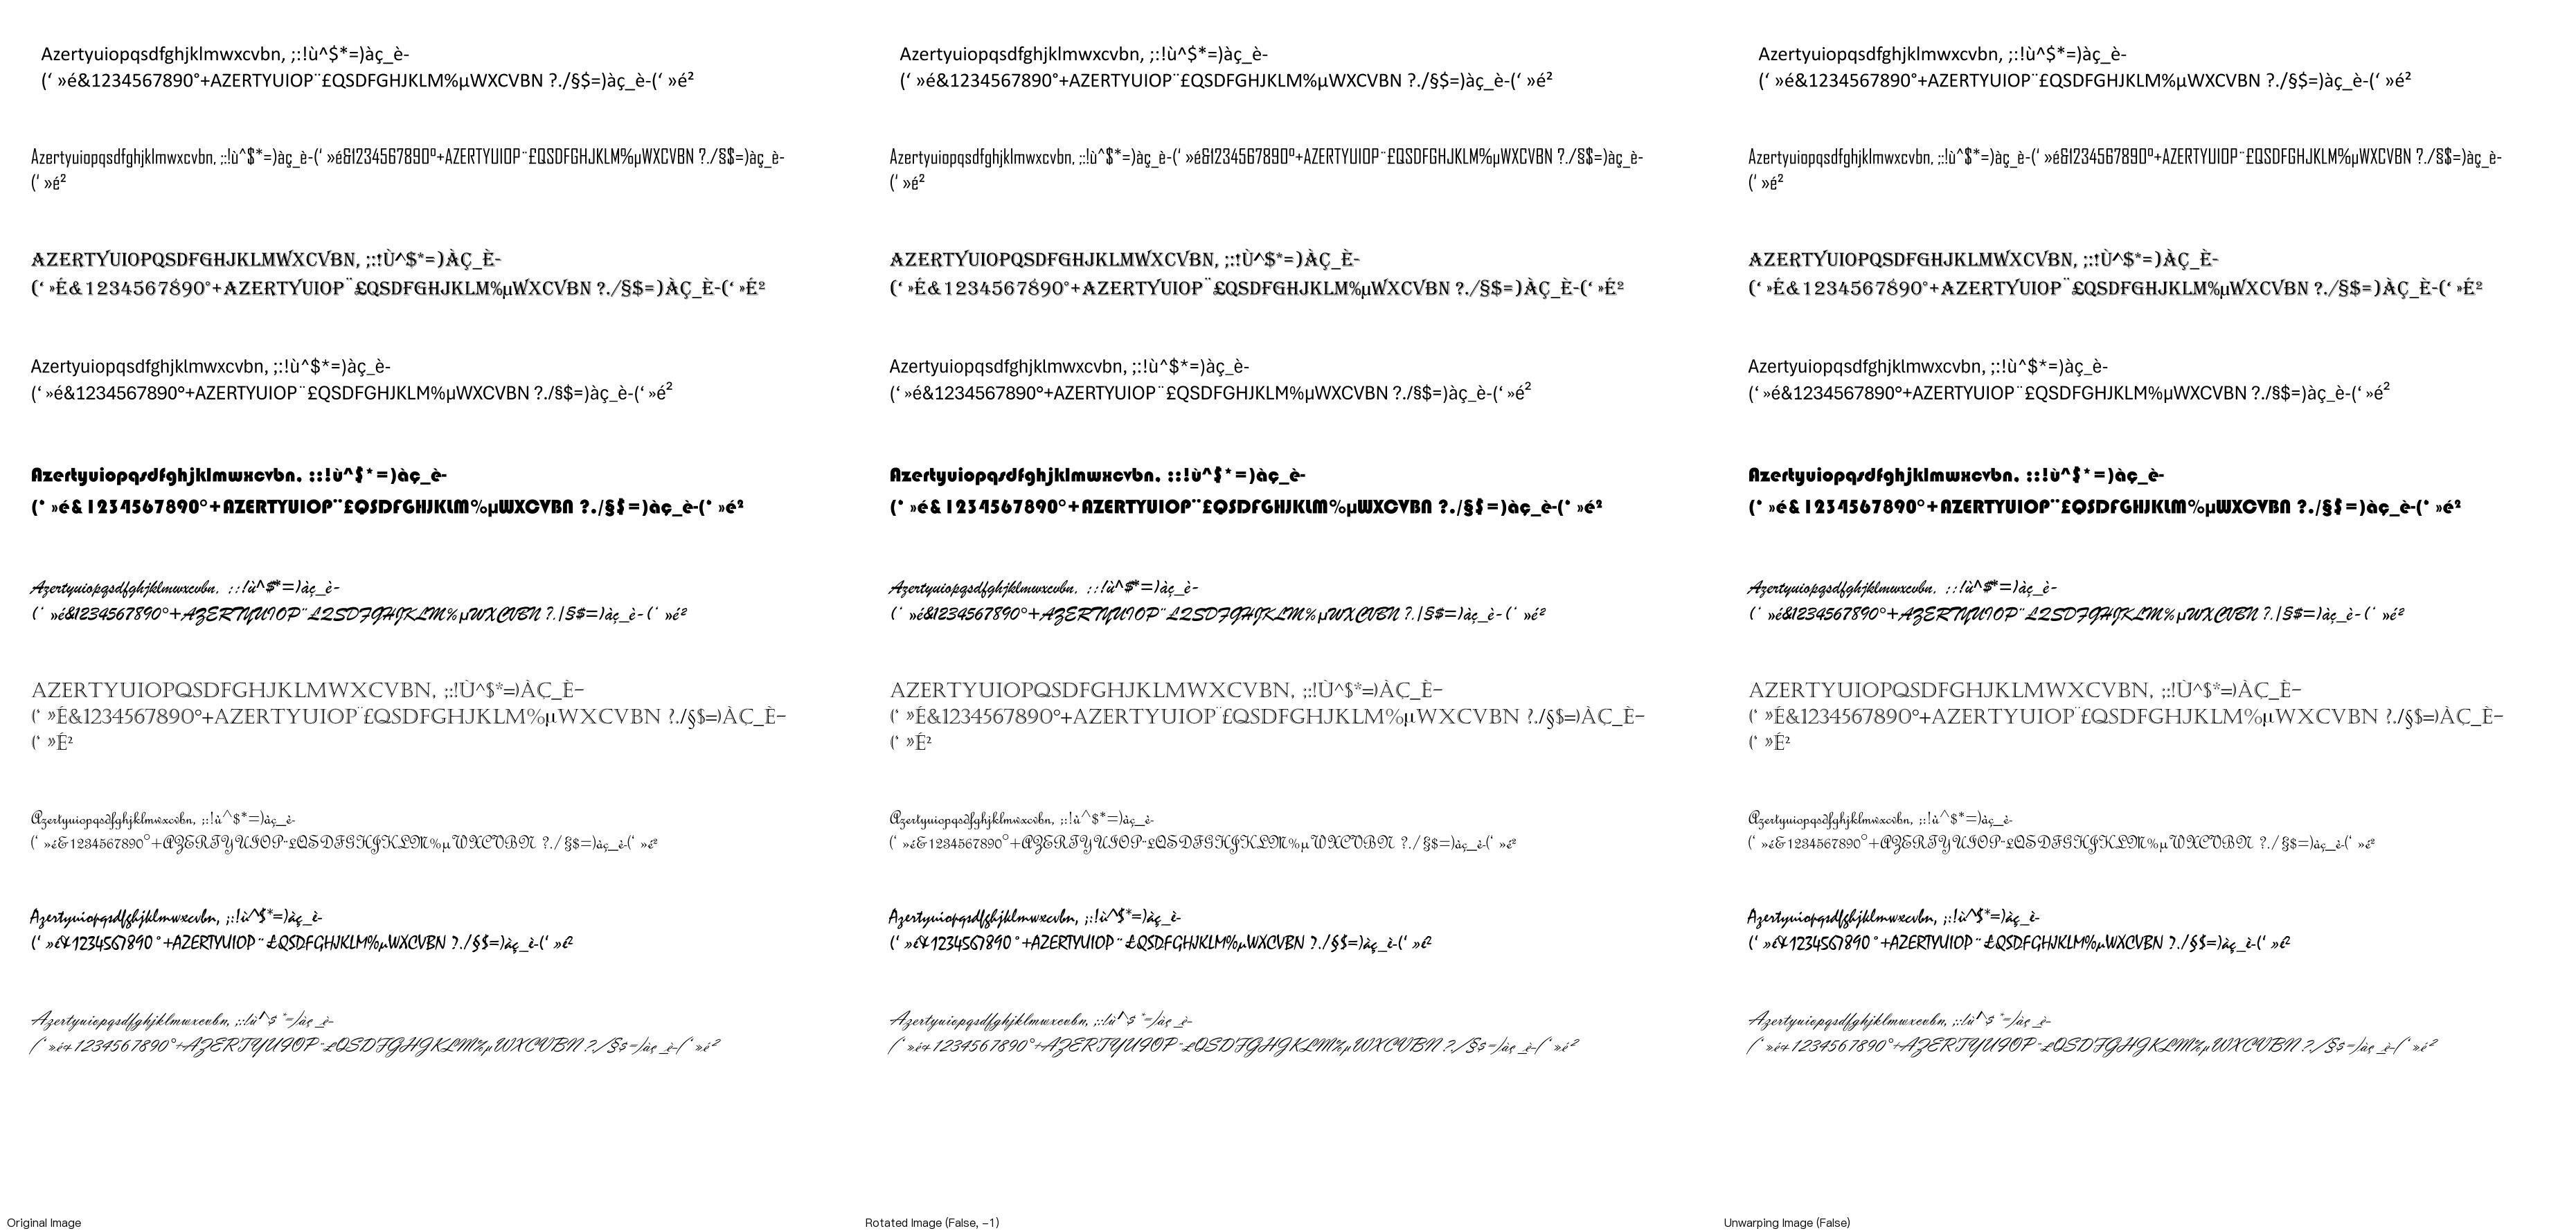 Azertyuiopqsdfghjklmwxcvbn, ;:!ù^$*=)àç_è-
(‘ »é&1234567890°+AZERTYUIOP¨£QSDFGHJKLM%µWXCVBN ?./§$=)àç_è-(‘ »é²
Azertyuiopqsdfghjklmwxcvbn, ;:!ù^$*=)àç_è-(‘ »é&1234567890°+AZERTYUIOP¨£QSDFGHJKLM%µWXCVBN ?./§$=)àç_è-
(‘ »é²
AZERTYUIOPQSDFGHJKLMWXCVBN, ;:!Ù^$*=)ÀÇ_È-
(‘ »É&1234567890°+AZERTYUIOP¨£QSDFGHJKLM%µWXCVBN ?./§$=)ÀÇ_È-(‘ »É²
Azertyuiopqsdfghjklmwxcvbn, ;:!ù^$*=)àç_è-
(‘ »é&1234567890°+AZERTYUIOP¨£QSDFGHJKLM%µWXCVBN ?./§$=)àç_è-(‘ »é²
Azertyuiopqsdfghjklmwxcvbn, ;:!ù^$*=)àç_è-
(‘ »é&1234567890°+AZERTYUIOP¨£QSDFGHJKLM%µWXCVBN ?./§$=)àç_è-(‘ »é²
Azertyuiopqsdfghjklmwxcvbn, ;:!ù^$*=)àç_è-
(‘ »é&1234567890°+AZERTYUIOP¨£QSDFGHJKLM%µWXCVBN ?./§$=)àç_è-(‘ »é²
AZERTYUIOPQSDFGHJKLMWXCVBN, ;:!Ù^$*=)ÀÇ_È-
(‘ »É&1234567890°+AZERTYUIOP¨£QSDFGHJKLM%µWXCVBN ?./§$=)ÀÇ_È-
(‘ »É²
Azertyuiopqsdfghjklmwxcvbn, ;:!ù^$*=)àç_è-
(‘ »é&1234567890°+AZERTYUIOP¨£QSDFGHJKLM%µWXCVBN ?./§$=)àç_è-(‘ »é²
Azertyuiopqsdfghjklmwxcvbn, ;:!ù^$*=)àç_è-
(‘ »é&1234567890°+AZERTYUIOP¨£QSDFGHJKLM%µWXCVBN ?./§$=)àç_è-(‘ »é²
Azertyuiopqsdfghjklmwxcvbn, ;:!ù^$*=)àç_è-
(‘ »é&1234567890°+AZERTYUIOP¨£QSDFGHJKLM%µWXCVBN ?./§$=)àç_è-(‘ »é²
Original Image
Azertyuiopqsdfghjklmwxcvbn, ;:!ù^$*=)àç_è-
(‘ »é&1234567890°+AZERTYUIOP¨£QSDFGHJKLM%µWXCVBN ?./§$=)àç_è-(‘ »é²
Azertyuiopqsdfghjklmwxcvbn, ;:!ù^$*=)àç_è-(‘ »é&1234567890°+AZERTYUIOP¨£QSDFGHJKLM%µWXCVBN ?./§$=)àç_è-
(‘ »é²
AZERTYUIOPQSDFGHJKLMWXCVBN, ;:!Ù^$*=)ÀÇ_È-
(‘ »É&1234567890°+AZERTYUIOP¨£QSDFGHJKLM%µWXCVBN ?./§$=)ÀÇ_È-(‘ »É²
Azertyuiopqsdfghjklmwxcvbn, ;:!ù^$*=)àç_è-
(‘ »é&1234567890°+AZERTYUIOP¨£QSDFGHJKLM%µWXCVBN ?./§$=)àç_è-(‘ »é²
Azertyuiopqsdfghjklmwxcvbn, ;:!ù^$*=)àç_è-
(‘ »é&1234567890°+AZERTYUIOP¨£QSDFGHJKLM%µWXCVBN ?./§$=)àç_è-(‘ »é²
Azertyuiopqsdfghjklmwxcvbn, ;:!ù^$*=)àç_è-
(‘ »é&1234567890°+AZERTYUIOP¨£QSDFGHJKLM%µWXCVBN ?./§$=)àç_è-(‘ »é²
AZERTYUIOPQSDFGHJKLMWXCVBN, ;:!Ù^$*=)ÀÇ_È-
(‘ »É&1234567890°+AZERTYUIOP¨£QSDFGHJKLM%µWXCVBN ?./§$=)ÀÇ_È-
(‘ »É²
Azertyuiopqsdfghjklmwxcvbn, ;:!ù^$*=)àç_è-
(‘ »é&1234567890°+AZERTYUIOP¨£QSDFGHJKLM%µWXCVBN ?./§$=)àç_è-(‘ »é²
Azertyuiopqsdfghjklmwxcvbn, ;:!ù^$*=)àç_è-
(‘ »é&1234567890°+AZERTYUIOP¨£QSDFGHJKLM%µWXCVBN ?./§$=)àç_è-(‘ »é²
Azertyuiopqsdfghjklmwxcvbn, ;:!ù^$*=)àç_è-
(‘ »é&1234567890°+AZERTYUIOP¨£QSDFGHJKLM%µWXCVBN ?./§$=)àç_è-(‘ »é²
Rotated Image (False, -1)
Azertyuiopqsdfghjklmwxcvbn, ;:!ù^$*=)àç_è-
(‘ »é&1234567890°+AZERTYUIOP¨£QSDFGHJKLM%µWXCVBN ?./§$=)àç_è-(‘ »é²
Azertyuiopqsdfghjklmwxcvbn, ;:!ù^$*=)àç_è-(‘ »é&1234567890°+AZERTYUIOP¨£QSDFGHJKLM%µWXCVBN ?./§$=)àç_è-
(‘ »é²
AZERTYUIOPQSDFGHJKLMWXCVBN, ;:!Ù^$*=)ÀÇ_È-
(‘ »É&1234567890°+AZERTYUIOP¨£QSDFGHJKLM%µWXCVBN ?./§$=)ÀÇ_È-(‘ »É²
Azertyuiopqsdfghjklmwxcvbn, ;:!ù^$*=)àç_è-
(‘ »é&1234567890°+AZERTYUIOP¨£QSDFGHJKLM%µWXCVBN ?./§$=)àç_è-(‘ »é²
Azertyuiopqsdfghjklmwxcvbn, ;:!ù^$*=)àç_è-
(‘ »é&1234567890°+AZERTYUIOP¨£QSDFGHJKLM%µWXCVBN ?./§$=)àç_è-(‘ »é²
Azertyuiopqsdfghjklmwxcvbn, ;:!ù^$*=)àç_è-
(‘ »é&1234567890°+AZERTYUIOP¨£QSDFGHJKLM%µWXCVBN ?./§$=)àç_è-(‘ »é²
AZERTYUIOPQSDFGHJKLMWXCVBN, ;:!Ù^$*=)ÀÇ_È-
(‘ »É&1234567890°+AZERTYUIOP¨£QSDFGHJKLM%µWXCVBN ?./§$=)ÀÇ_È-
(‘ »É²
Azertyuiopqsdfghjklmwxcvbn, ;:!ù^$*=)àç_è-
(‘ »é&1234567890°+AZERTYUIOP¨£QSDFGHJKLM%µWXCVBN ?./§$=)àç_è-(‘ »é²
Azertyuiopqsdfghjklmwxcvbn, ;:!ù^$*=)àç_è-
(‘ »é&1234567890°+AZERTYUIOP¨£QSDFGHJKLM%µWXCVBN ?./§$=)àç_è-(‘ »é²
Azertyuiopqsdfghjklmwxcvbn, ;:!ù^$*=)àç_è-
(‘ »é&1234567890°+AZERTYUIOP¨£QSDFGHJKLM%µWXCVBN ?./§$=)àç_è-(‘ »é²
Unwarping Image (False)